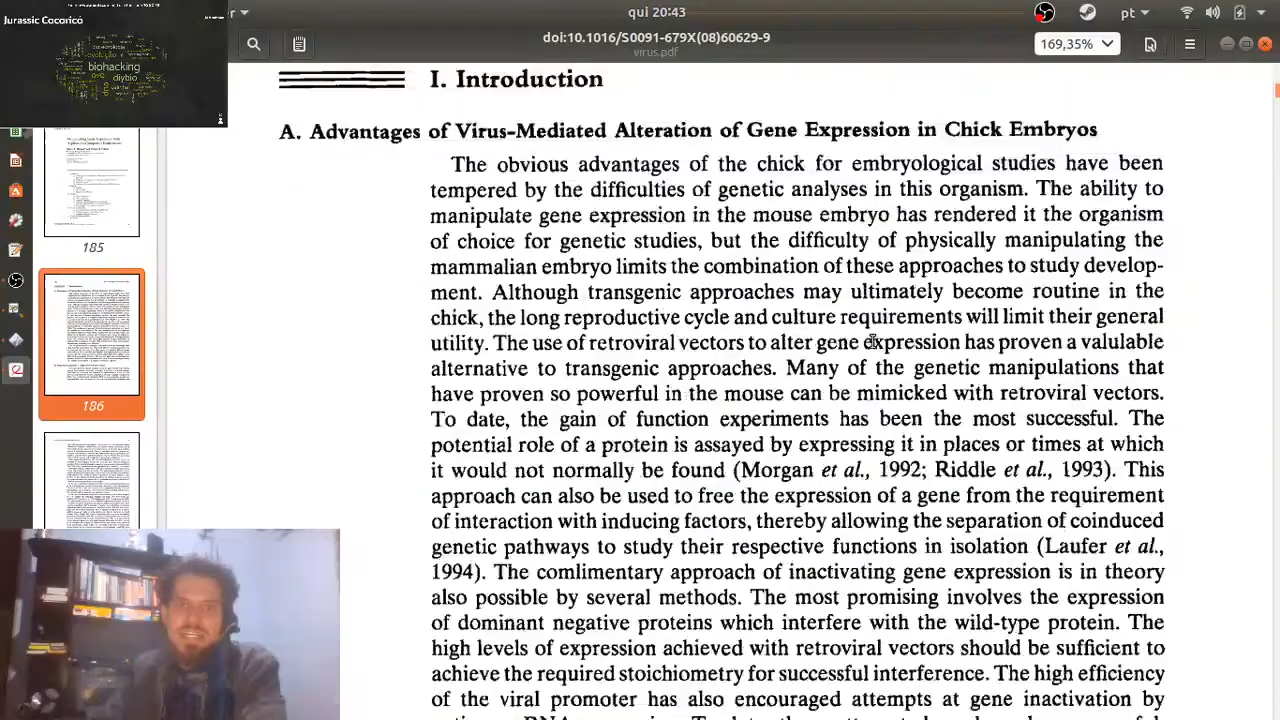 Jurassic Cacaricó
biohacking
diybio
qui 20:43
pt
doi:10.1016/S0091-679X(08)60629-9
virus.pdf
169,35%
185
186
I. Introduction
A. Advantages of Virus-Mediated Alteration of Gene Expression in Chick Embryos
The obvious advantages of the chick for embryological studies have been
tempered by the difficulties of genetic analyses in this organism. The ability to
manipulate gene expression in the mouse embryo has rendered it the organism
of choice for genetic studies, but the difficulty of physically manipulating the
mammalian embryo limits the combination of these approaches to study develop-
ment. Although transgenic approaches may ultimately become routine in the
chick, the long reproductive cycle and culture requirements will limit their general
utility. The use of retroviral vectors to alter gene expression has proven a valulable
alternative to transgenic approaches. Many of the genetic manipulations that
have proven so powerful in the mouse can be mimicked with retroviral vectors.
To date, the gain of function experiments has been the most successful. The
potential role of a protein is assayed by expressing it in places or times at which
it would not normally be found (Morgan et al., 1992; Riddle et al., 1993). This
approach can also be used to free the expression of a gene from the requirement
of interaction with inducing factors, thereby allowing the separation of coinduced
genetic pathways to study their respective functions in isolation (Laufer et al.,
1994). The comlimentary approach of inactivating gene expression is in theory
also possible by several methods. The most promising involves the expression
of dominant negative proteins which interfere with the wild-type protein. The
high levels of expression achieved with retroviral vectors should be sufficient to
achieve the required stoichiometry for successful interference. The high efficiency
of the viral promoter has also encouraged attempts at gene inactivation by